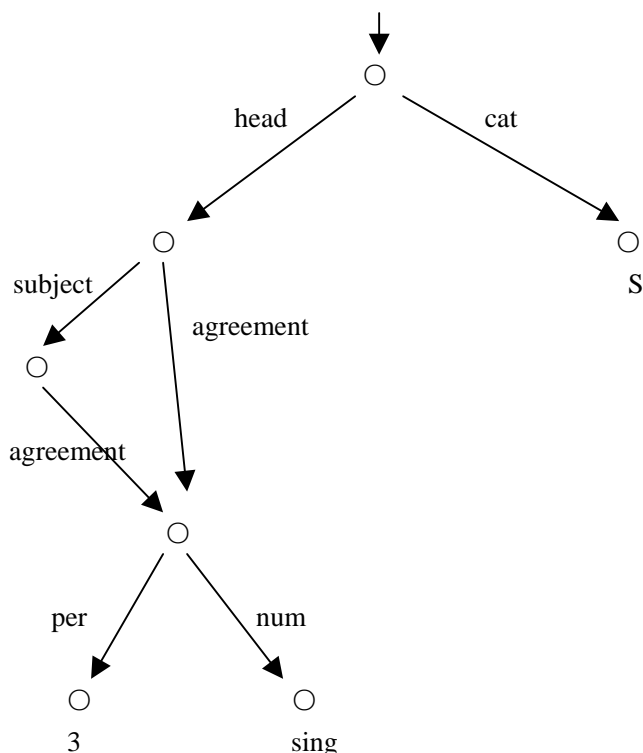 head cat
S
subject
agreement
agreement
per num
3 sing